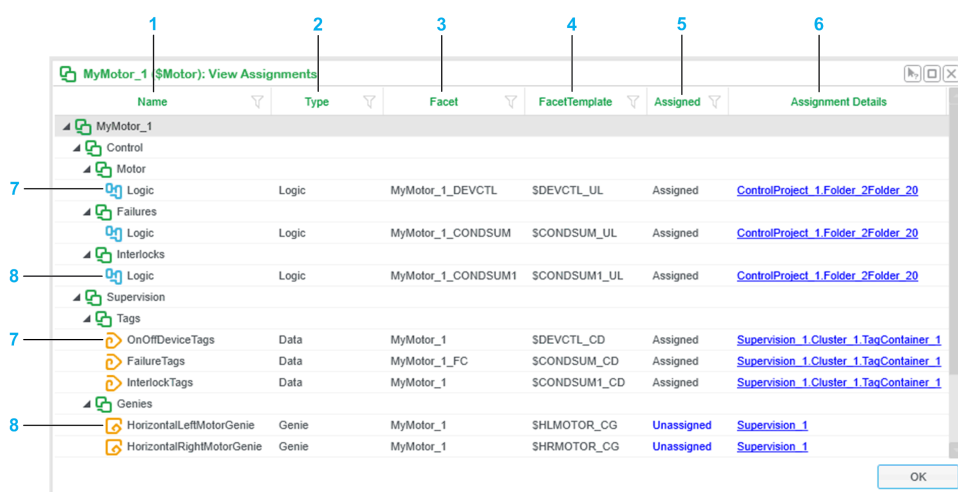 1 2 3 4 5 6
MyMotor_1 ($Motor): View Assignments
Name Type Facet FacetTemplate Assigned Assignment Details
MyMotor_1
Control
Motor
7 Logic Logic MyMotor_1_DEVCTL $DEVCTL_UL Assigned ControlProject_1.Folder_2Folder_20
Failures
Logic Logic MyMotor_1_CONDSUM $CONDSUM_UL Assigned ControlProject_1.Folder_2Folder_20
Interlocks
8 Logic Logic MyMotor_1_CONDSUM1 $CONDSUM1_UL Assigned ControlProject_1.Folder_2Folder_20
Supervision
Tags
7 OnOffDeviceTags Data MyMotor_1 $DEVCTL_CD Assigned Supervision_1.Cluster_1.TagContainer_1
FailureTags Data MyMotor_1_FC $CONDSUM_CD Assigned Supervision_1.Cluster_1.TagContainer_1
InterlockTags Data MyMotor_1 $CONDSUM1_CD Assigned Supervision_1.Cluster_1.TagContainer_1
Genies
8 HorizontalLeftMotorGenie Genie MyMotor_1 $HLMOTOR_CG Unassigned Supervision_1
HorizontalRightMotorGenie Genie MyMotor_1 $HRMOTOR_CG Unassigned Supervision_1
OK